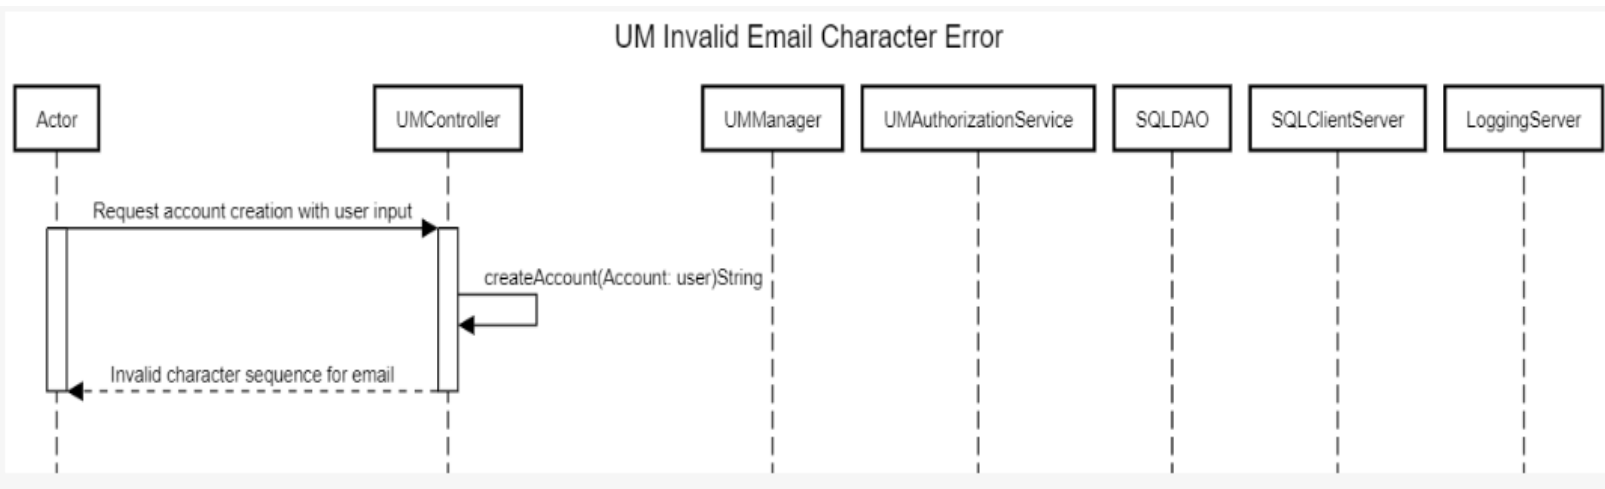 UM Invalid Email Character Error
Actor
UMController
UMManager
UMAuthorizationService
SQLDAO
SQLClientServer
LoggingServer
Request account creation with user input
createAccount(Account: user)String
Invalid character sequence for email